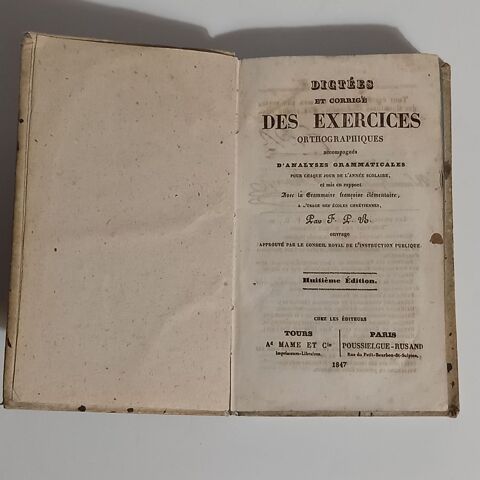 DICTÉES
ET CORRIGÉ
DES EXERCICES
ORTHOGRAPHIQUES
accompagnés
D'ANALYSES GRAMMATICALES
POUR CHAQUE JOUR DE L'ANNÉE SCOLAIRE,
et mis en rapport
Avec la Grammaire française élémentaire,
A L'USAGE DES ÉCOLES CHRÉTIENNES,
Par F. P. B.
ouvrage
APPROUVÉ PAR LE CONSEIL ROYAL DE L'INSTRUCTION PUBLIQUE
Huitième Édition.
CHEZ LES ÉDITEURS
TOURS
Ad MAME ET Cie
Imprimeurs-Libraires.
PARIS
POUSSIELGUE-RUSAND
Rue du Petit-Bourbon-St-Sulpice,
1847